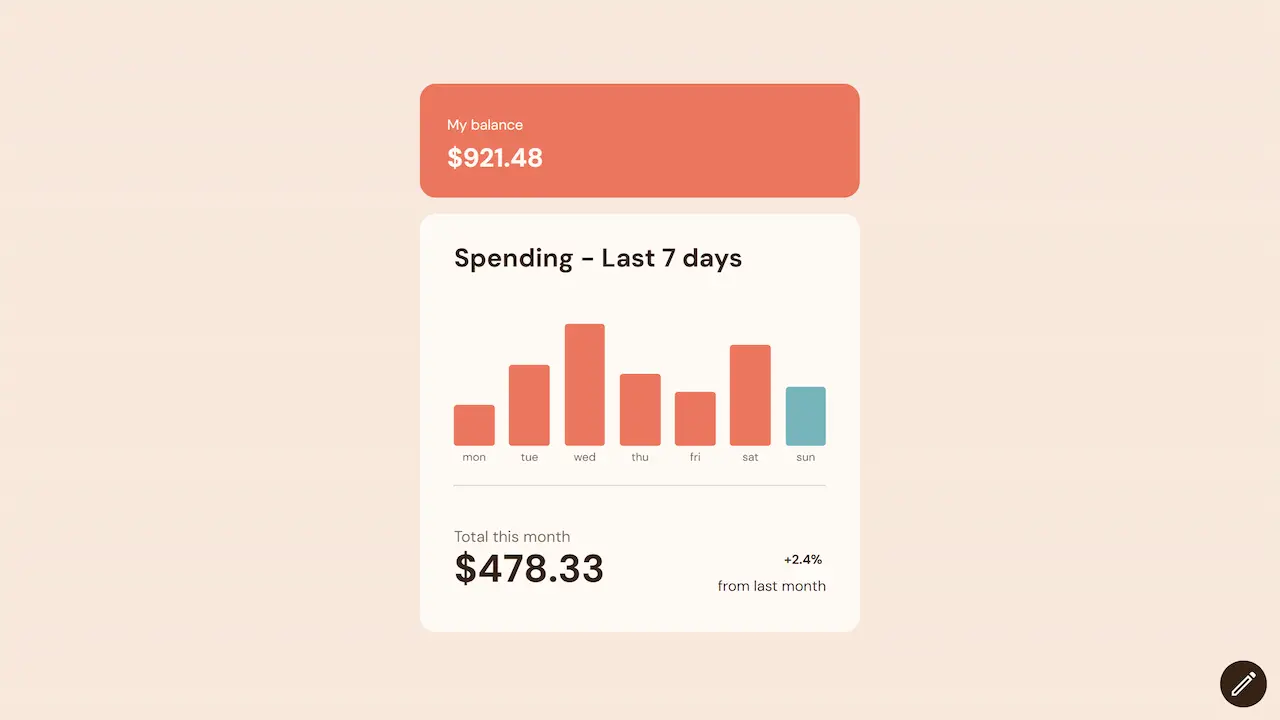 My balance
$921.48
Spending - Last 7 days
mon tue wed thu fri sat sun
Total this month
$478.33
+2.4%
from last month